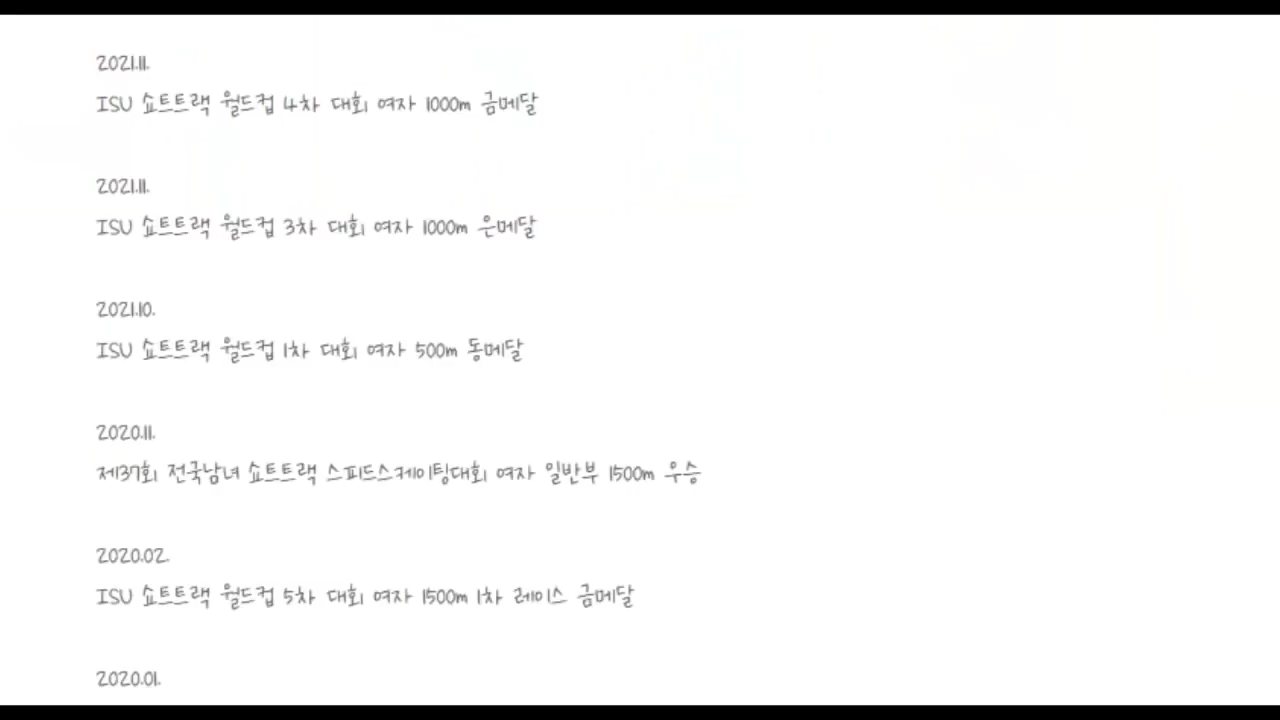 2021.11.
ISU 쇼트트랙 월드컵 4차 대회 여자 1000m 금메달
2021.11.
ISU 쇼트트랙 월드컵 3차 대회 여자 1000m 은메달
2021.10.
ISU 쇼트트랙 월드컵 1차 대회 여자 500m 동메달
2020.11.
제37회 전국남녀 쇼트트랙 스피드스케이팅대회 여자 일반부 1500m 우승
2020.02.
ISU 쇼트트랙 월드컵 5차 대회 여자 1500m 1차 레이스 금메달
2020.01.